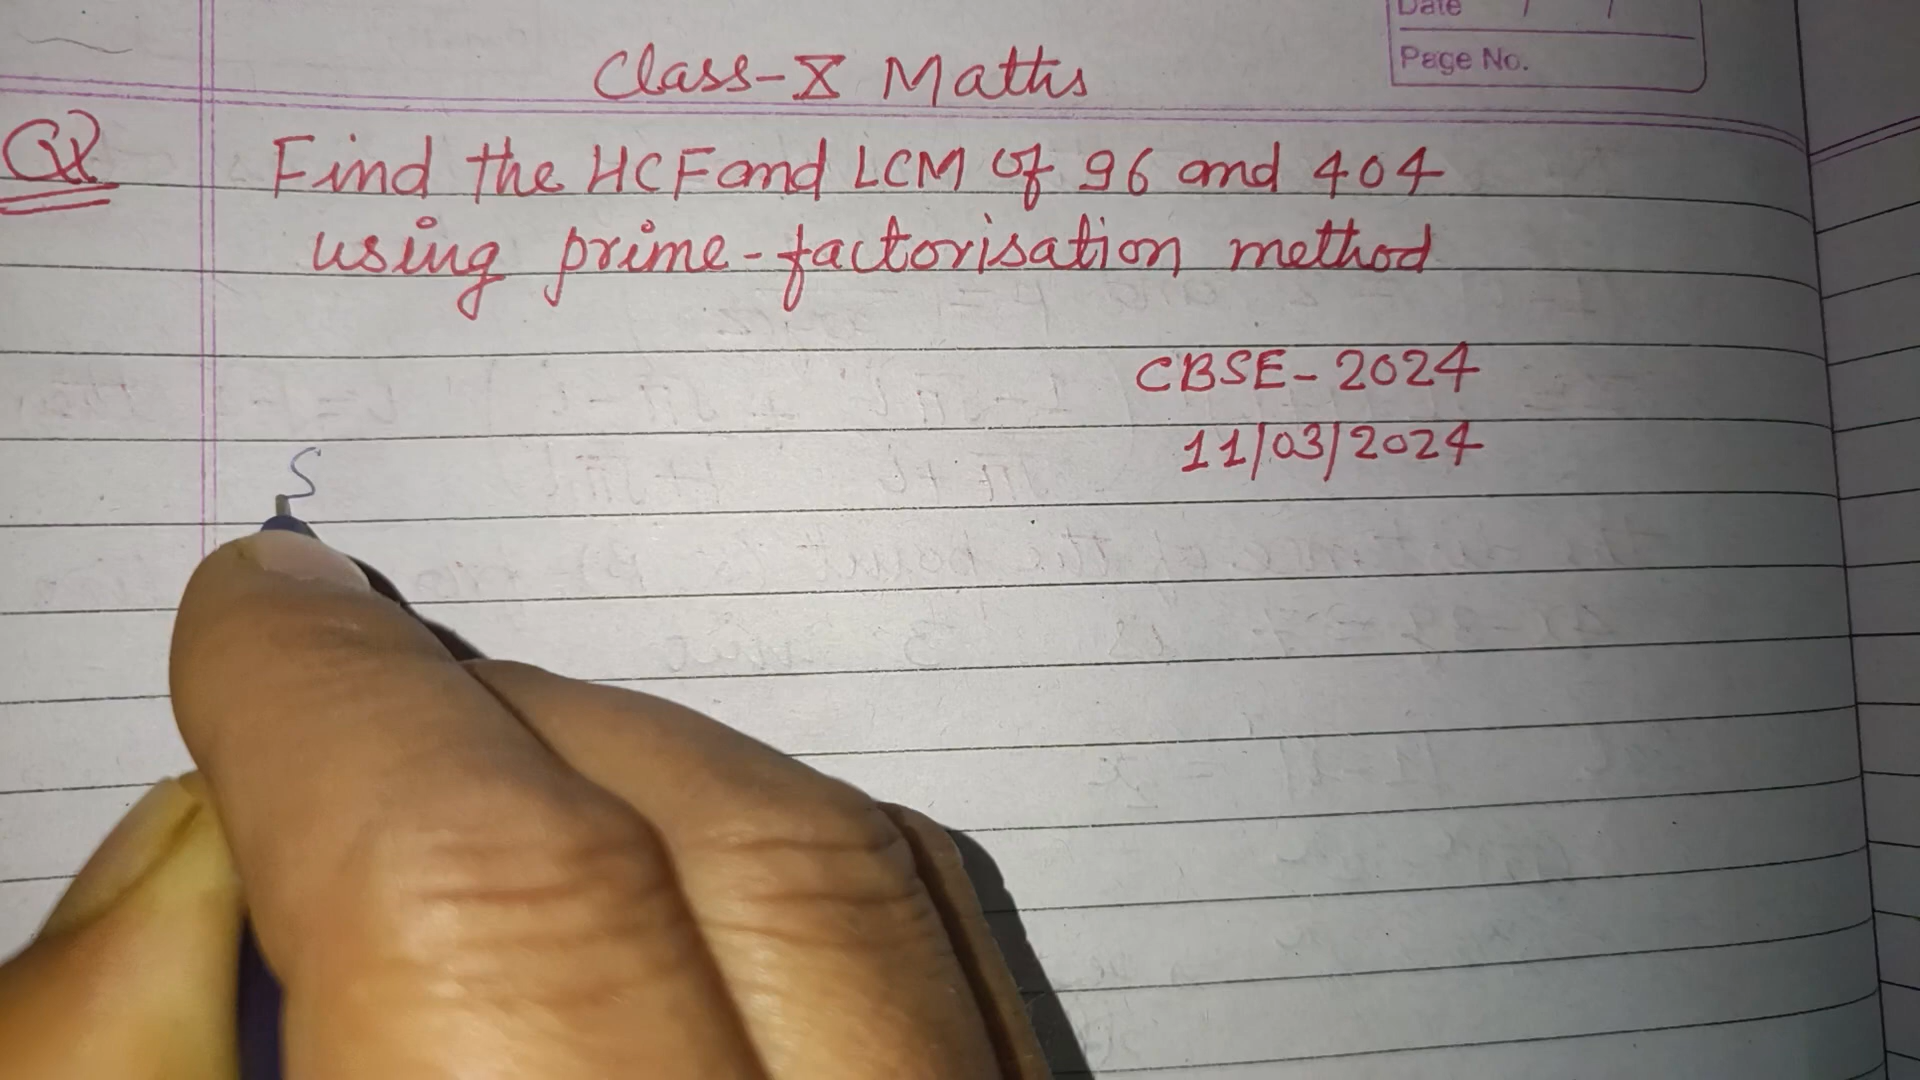 Date / /
Page No.
Class-X Maths
Q2 Find the HCF and LCM of 96 and 404
using prime-factorisation method
CBSE-2024
11/03/2024
S